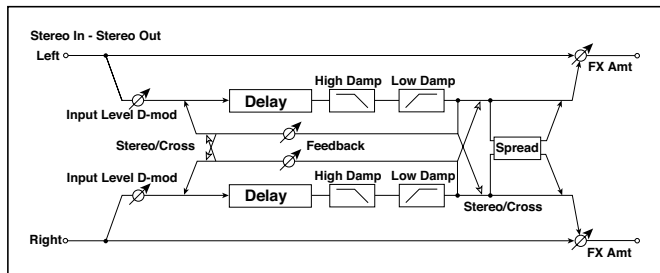 Stereo In - Stereo Out
Left
FX Amt
High Damp
Low Damp
Delay
Input Level D-mod
Stereo/Cross
Feedback
Spread
Input Level D-mod
High Damp
Low Damp
Delay
Stereo/Cross
Right
FX Amt